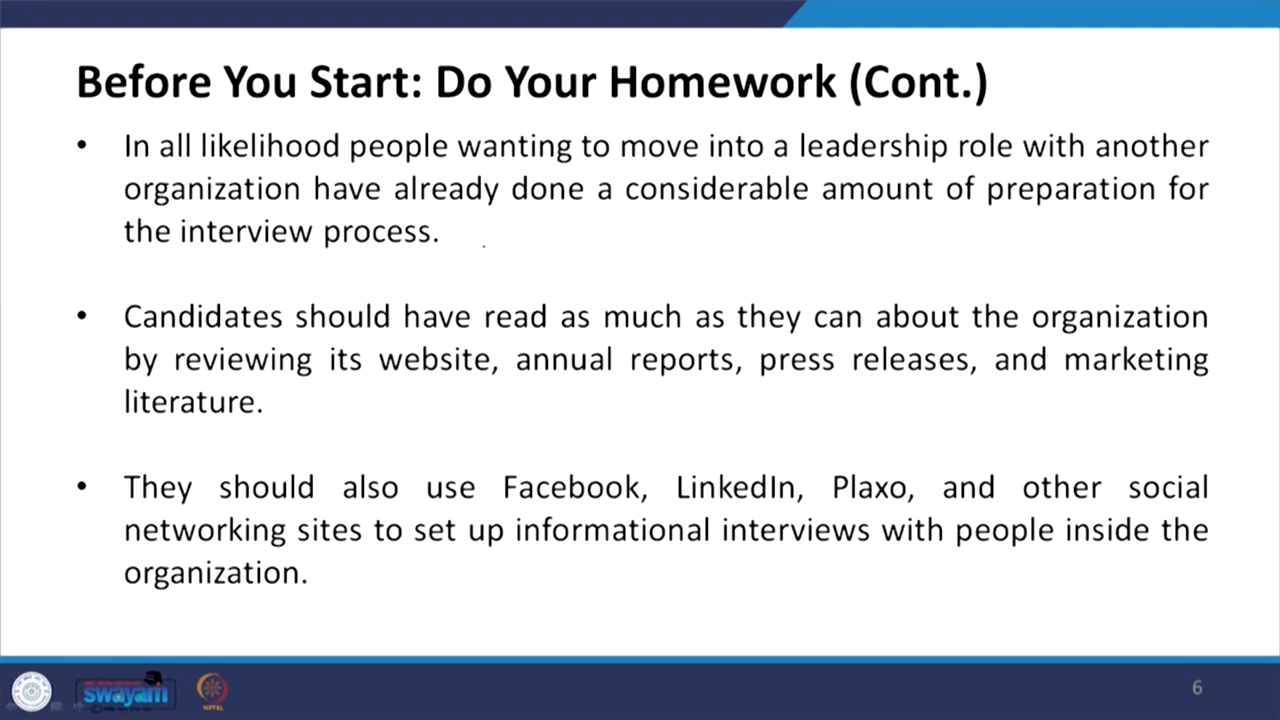 Before You Start: Do Your Homework (Cont.)
• In all likelihood people wanting to move into a leadership role with another
organization have already done a considerable amount of preparation for
the interview process.
• Candidates should have read as much as they can about the organization
by reviewing its website, annual reports, press releases, and marketing
literature.
• They should also use Facebook, LinkedIn, Plaxo, and other social
networking sites to set up informational interviews with people inside the
organization.
swayam
NPTEL
6